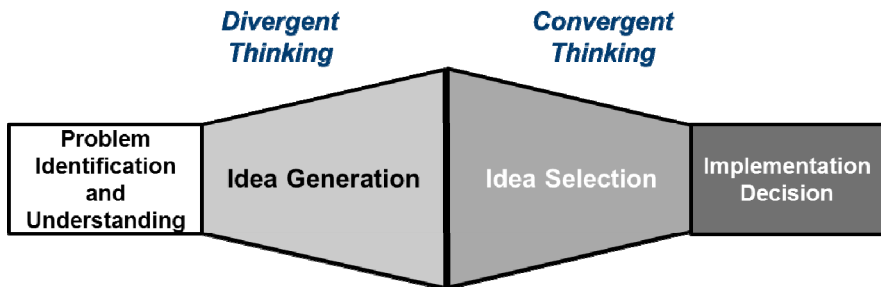 Divergent
Thinking
Convergent
Thinking
Problem
Identification
and
Understanding
Idea Generation
Idea Selection
Implementation
Decision